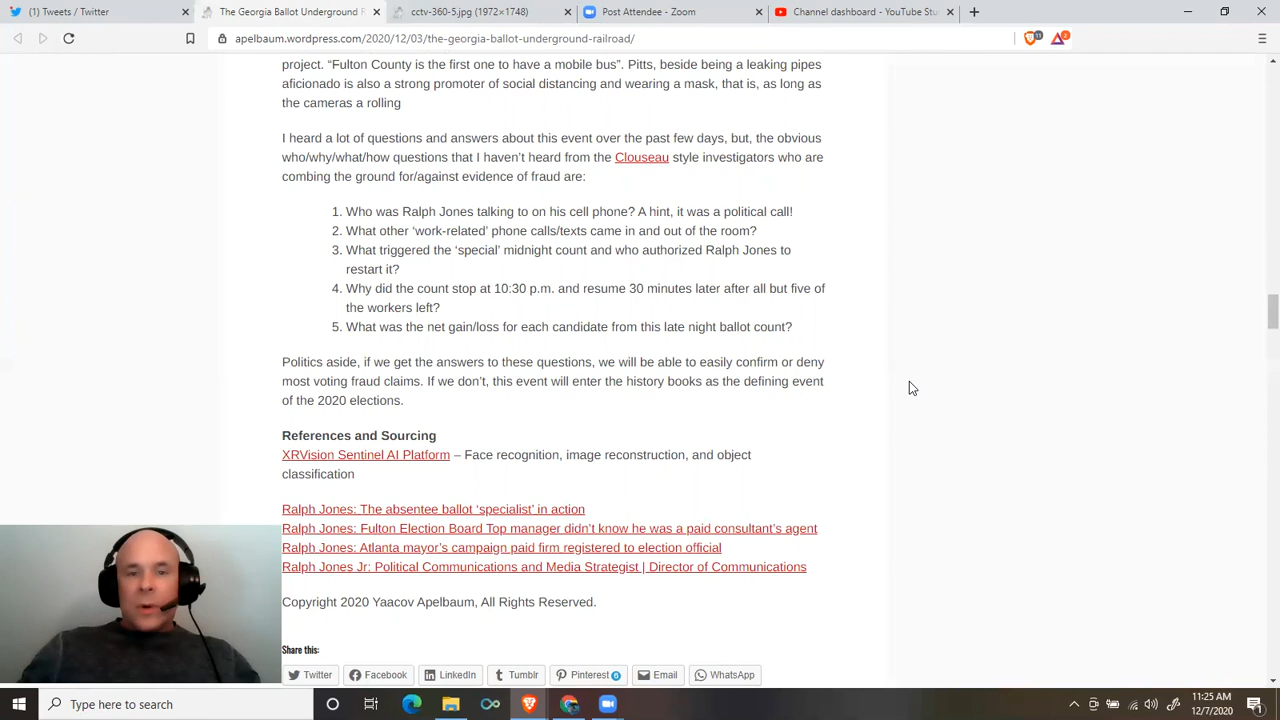 (1) Tweets / Twitter
The Georgia Ballot Underground R
cctv-360-5.jpg (1972×1748)
Post Attendee - Zoom
Channel dashboard - YouTube Stu
apelbaum.wordpress.com/2020/12/03/the-georgia-ballot-underground-railroad/
11
2
project. “Fulton County is the first one to have a mobile bus”. Pitts, beside being a leaking pipes
aficionado is also a strong promoter of social distancing and wearing a mask, that is, as long as
the cameras a rolling
I heard a lot of questions and answers about this event over the past few days, but, the obvious
who/why/what/how questions that I haven’t heard from the Clouseau style investigators who are
combing the ground for/against evidence of fraud are:
1. Who was Ralph Jones talking to on his cell phone? A hint, it was a political call!
2. What other ‘work-related’ phone calls/texts came in and out of the room?
3. What triggered the ‘special’ midnight count and who authorized Ralph Jones to
restart it?
4. Why did the count stop at 10:30 p.m. and resume 30 minutes later after all but five of
the workers left?
5. What was the net gain/loss for each candidate from this late night ballot count?
Politics aside, if we get the answers to these questions, we will be able to easily confirm or deny
most voting fraud claims. If we don’t, this event will enter the history books as the defining event
of the 2020 elections.
References and Sourcing
XRVision Sentinel AI Platform – Face recognition, image reconstruction, and object
classification
Ralph Jones: The absentee ballot ‘specialist’ in action
Ralph Jones: Fulton Election Board Top manager didn’t know he was a paid consultant’s agent
Ralph Jones: Atlanta mayor’s campaign paid firm registered to election official
Ralph Jones Jr: Political Communications and Media Strategist | Director of Communications
Copyright 2020 Yaacov Apelbaum, All Rights Reserved.
Share this:
Twitter
Facebook
LinkedIn
Tumblr
Pinterest 6
Email
WhatsApp
Type here to search
11:25 AM
12/7/2020